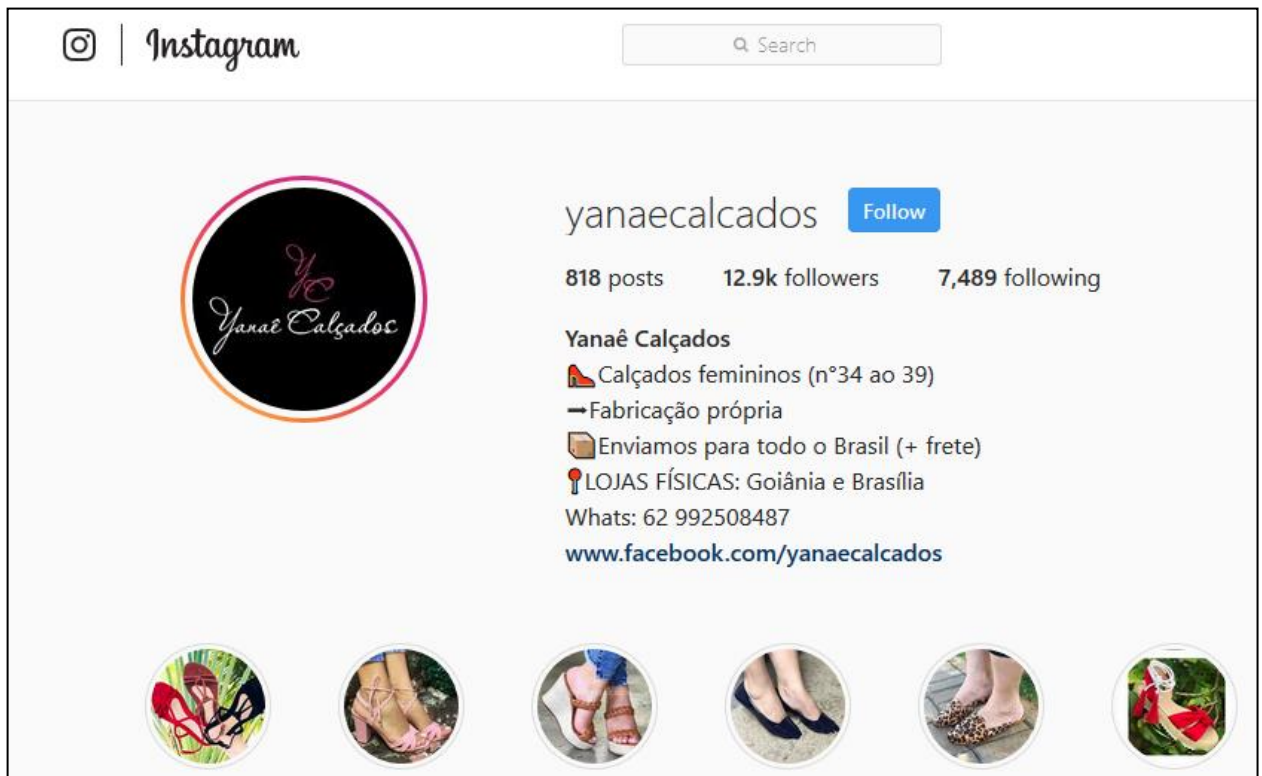 Instagram
Search
YC
Yanaê Calçados
yanaecalcados Follow
818 posts 12.9k followers 7,489 following
Yanaê Calçados
👠Calçados femininos (n°34 ao 39)
➡Fabricação própria
📦Enviamos para todo o Brasil (+ frete)
📍LOJAS FÍSICAS: Goiânia e Brasília
Whats: 62 992508487
www.facebook.com/yanaecalcados